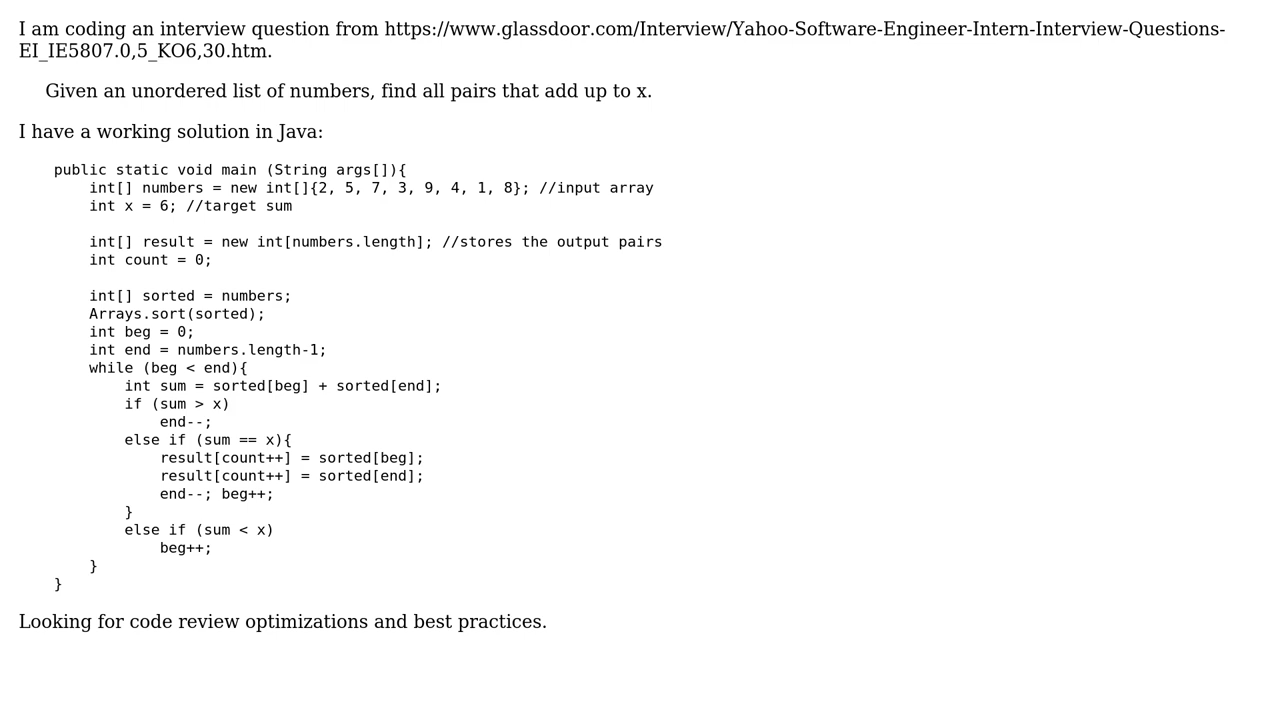 I am coding an interview question from https://www.glassdoor.com/Interview/Yahoo-Software-Engineer-Intern-Interview-Questions-
EI_IE5807.0,5_KO6,30.htm.
Given an unordered list of numbers, find all pairs that add up to x.
I have a working solution in Java:
public static void main (String args[]){
    int[] numbers = new int[]{2, 5, 7, 3, 9, 4, 1, 8}; //input array
    int x = 6; //target sum

    int[] result = new int[numbers.length]; //stores the output pairs
    int count = 0;

    int[] sorted = numbers;
    Arrays.sort(sorted);
    int beg = 0;
    int end = numbers.length-1;
    while (beg < end){
        int sum = sorted[beg] + sorted[end];
        if (sum > x)
            end--;
        else if (sum == x){
            result[count++] = sorted[beg];
            result[count++] = sorted[end];
            end--; beg++;
        }
        else if (sum < x)
            beg++;
    }
}
Looking for code review optimizations and best practices.